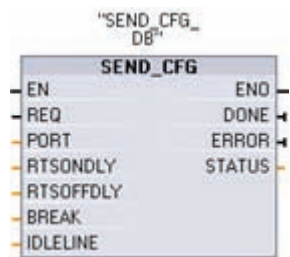 "SEND_CFG_
DB"
SEND_CFG
EN ENO
REQ DONE
PORT ERROR
RTSONDLY STATUS
RTSOFFDLY
BREAK
IDLELINE